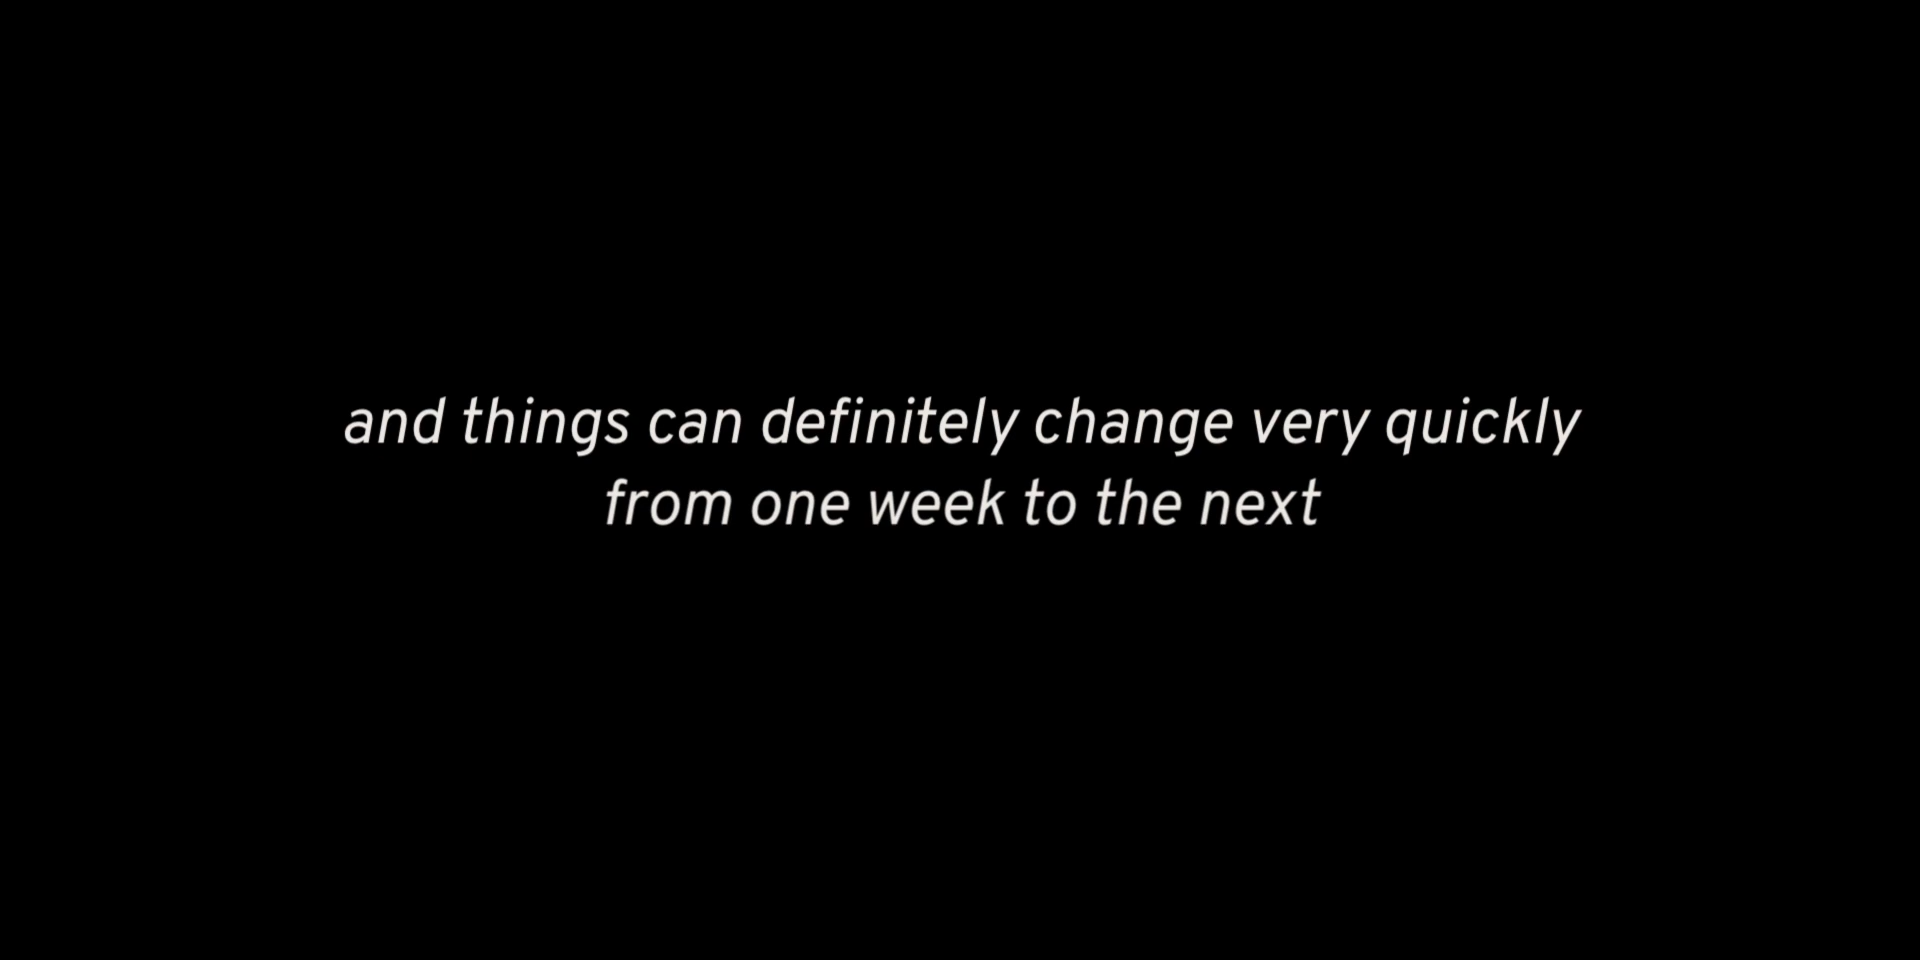 and things can definitely change very quickly
from one week to the next